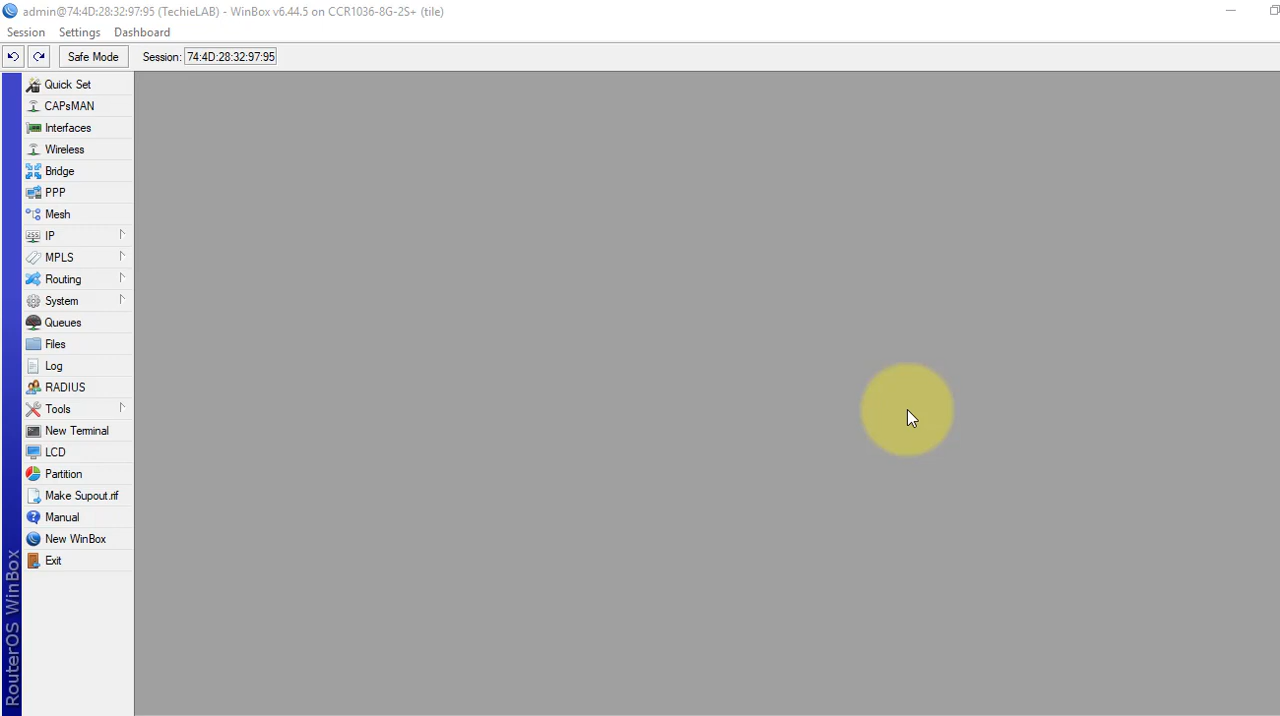 admin@74:4D:28:32:97:95 (TechieLAB) - WinBox v6.44.5 on CCR1036-8G-2S+ (tile)
Session Settings Dashboard
Safe Mode Session: 74:4D:28:32:97:95
Quick Set
CAPsMAN
Interfaces
Wireless
Bridge
PPP
Mesh
255 IP
MPLS
Routing
System
Queues
Files
Log
RADIUS
Tools
New Terminal
LCD
Partition
Make Supout.rif
Manual
New WinBox
Exit
RouterOS WinBox